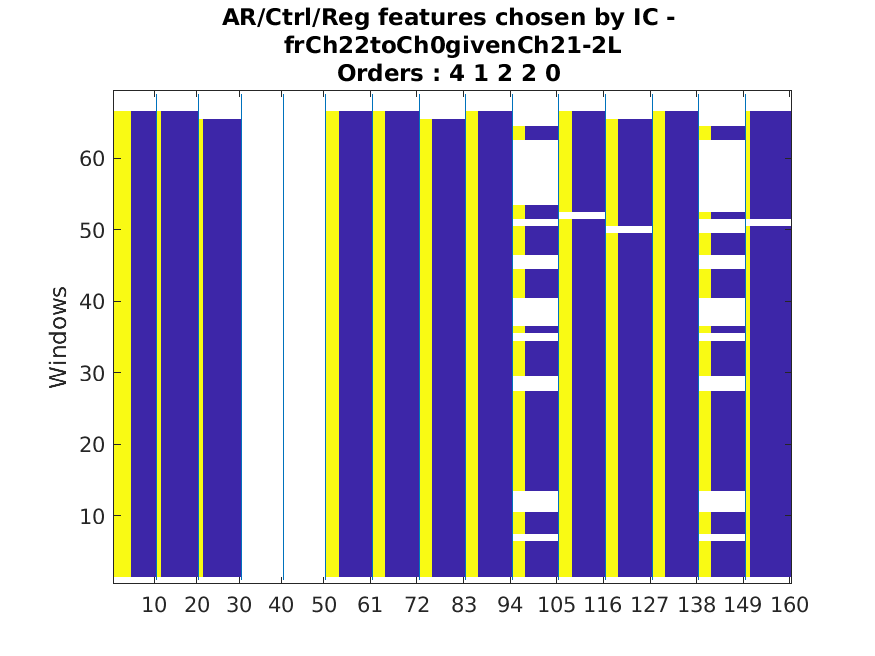 AR/Ctrl/Reg features chosen by IC -
frCh22toCh0givenCh21-2L
Orders : 4 1 2 2 0
Windows
60
50
40
30
20
10
10 20 30 40 50 61 72 83 94 105 116 127 138 149 160